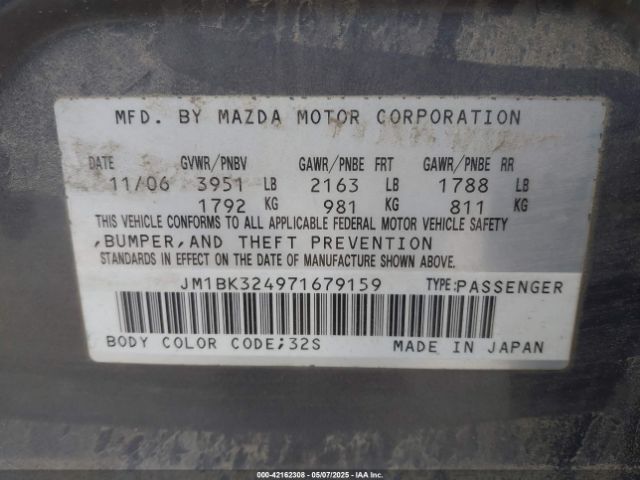 MFD. BY MAZDA MOTOR CORPORATION
DATE GVWR/PNBV GAWR/PNBE FRT GAWR/PNBE RR
11/06 3951 LB 2163 LB 1788 LB
1792 KG 981 KG 811 KG
THIS VEHICLE CONFORMS TO ALL APPLICABLE FEDERAL MOTOR VEHICLE SAFETY
,BUMPER,AND THEFT PREVENTION
STANDARDS IN EFFECT ON THE DATE OF MANUFACTURE SHOWN ABOVE.
JM1BK324971679159 TYPE:PASSENGER
BODY COLOR CODE;32S MADE IN JAPAN
000-42162308 - 05/07/2025 - IAA Inc.